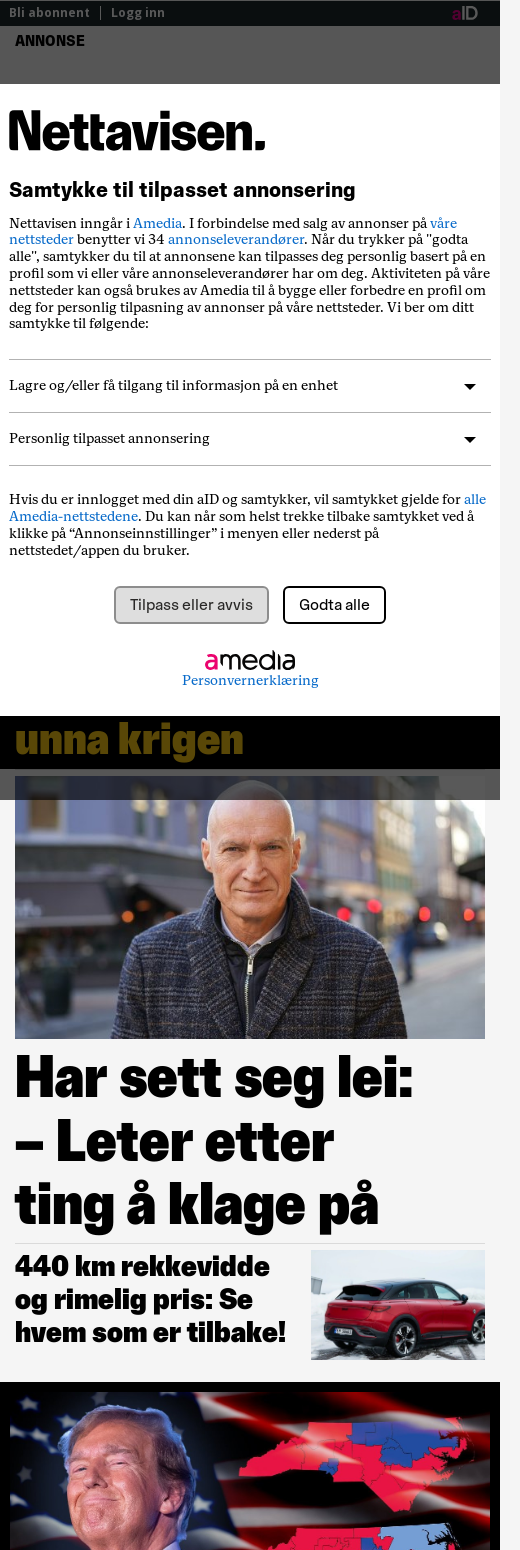 Bli abonnent | Logg inn aID
ANNONSE
Nettavisen.
Samtykke til tilpasset annonsering
Nettavisen inngår i Amedia. I forbindelse med salg av annonser på våre
nettsteder benytter vi 34 annonseleverandører. Når du trykker på "godta
alle", samtykker du til at annonsene kan tilpasses deg personlig basert på en
profil som vi eller våre annonseleverandører har om deg. Aktiviteten på våre
nettsteder kan også brukes av Amedia til å bygge eller forbedre en profil om
deg for personlig tilpasning av annonser på våre nettsteder. Vi ber om ditt
samtykke til følgende:
Lagre og/eller få tilgang til informasjon på en enhet
Personlig tilpasset annonsering
Hvis du er innlogget med din aID og samtykker, vil samtykket gjelde for alle
Amedia-nettstedene. Du kan når som helst trekke tilbake samtykket ved å
klikke på “Annonseinnstillinger” i menyen eller nederst på
nettstedet/appen du bruker.
Tilpass eller avvis Godta alle
amedia
Personvernerklæring
unna krigen
Har sett seg lei:
– Leter etter
ting å klage på
440 km rekkevidde
og rimelig pris: Se
hvem som er tilbake!